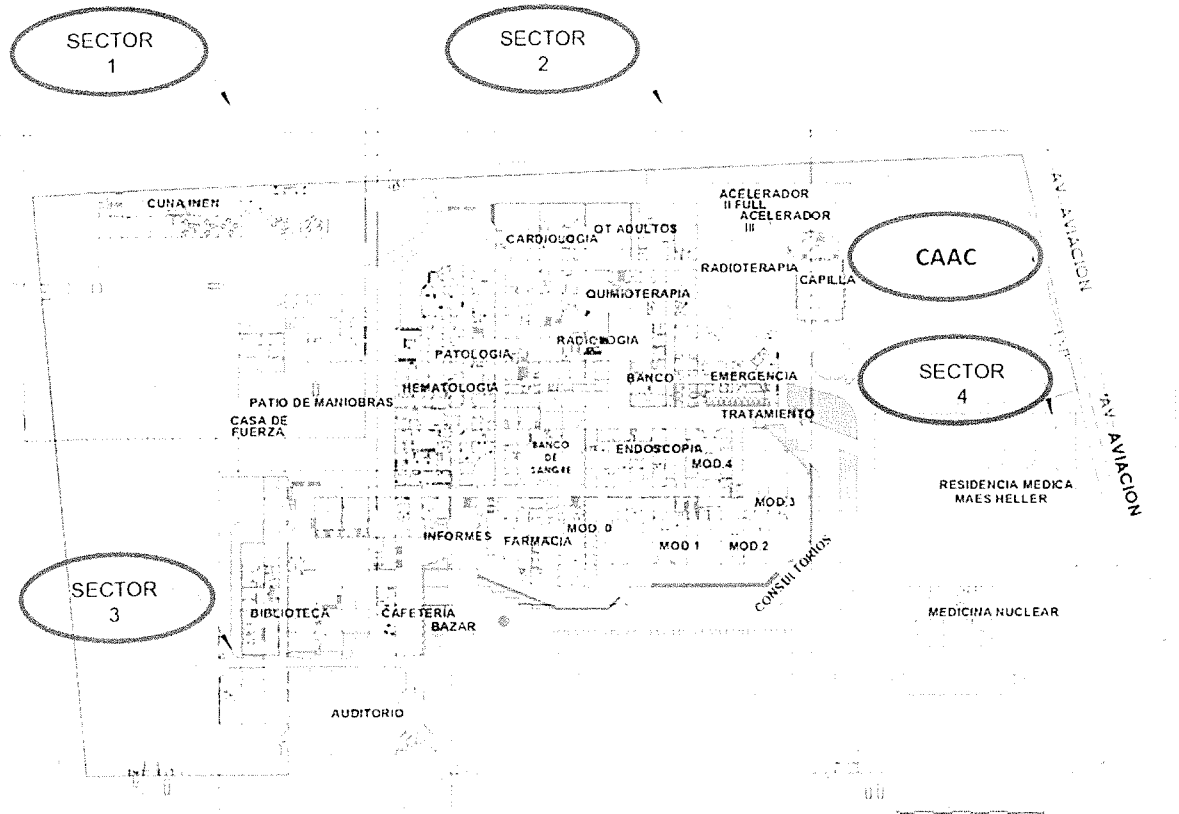 SECTOR
1
SECTOR
2
CUNA INEN
ACELERADOR
II FULL
ACELERADOR
III
CARDIOLOGIA
QT ADULTOS
AV. AVIACION
RADIOTERAPIA
CAPILLA
CAAC
QUIMIOTERAPIA
RADIOLOGIA
PATOLOGIA
HEMATOLOGIA
BANCO
EMERGENCIA
SECTOR
4
PATIO DE MANIOBRAS
CASA DE
FUERZA
TRATAMIENTO
AV. AVIACION
BANCO
DE
SANGRE
ENDOSCOPIA
MOD.4
RESIDENCIA MEDICA
MAES HELLER
MOD.3
INFORMES
FARMACIA
MOD. 0
MOD.1
MOD.2
CONSULTORIOS
SECTOR
3
BIBLIOTECA
CAFETERIA
BAZAR
MEDICINA NUCLEAR
AUDITORIO